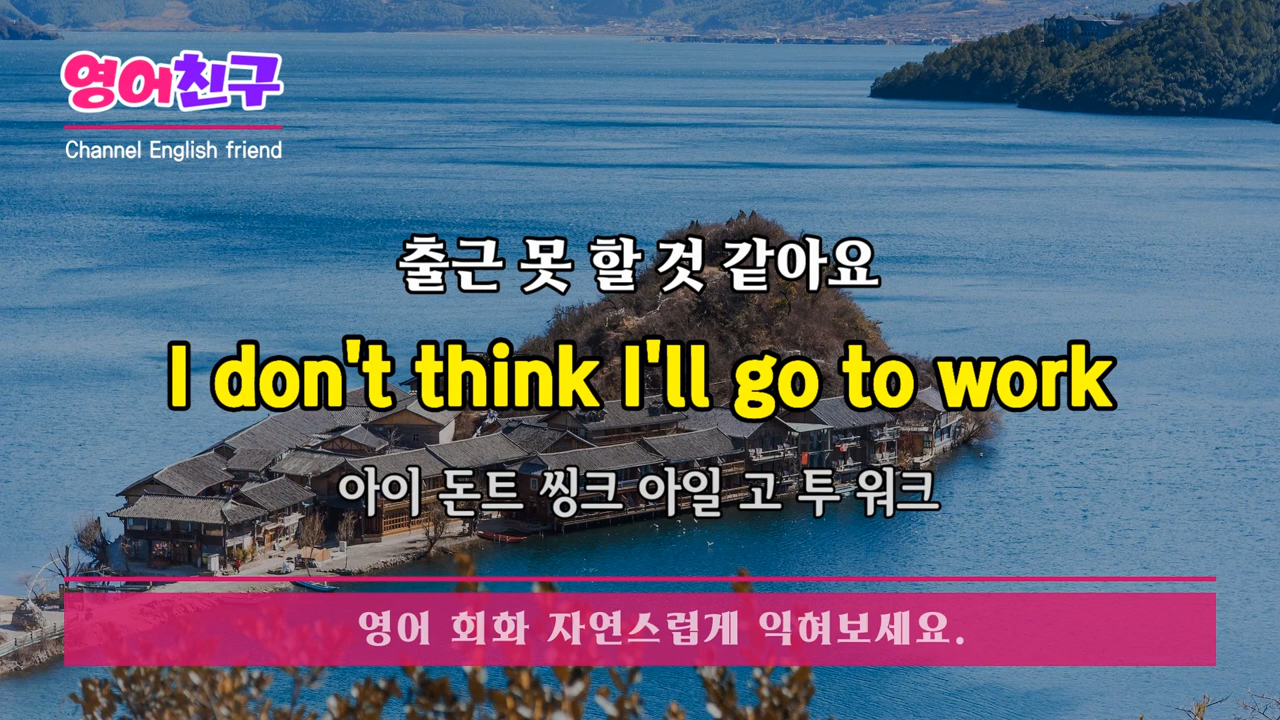 영어친구
Channel English friend
출근 못 할 것 같아요
I don't think I'll go to work
아이 돈트 씽크 아일 고 투 워크
영어 회화 자연스럽게 익혀보세요.